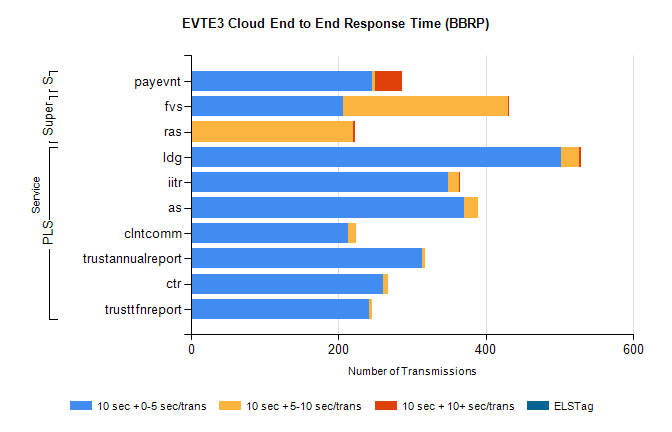 EVTE3 Cloud End to End Response Time (BBRP)
payevnt
fvs
ras
ldg
iitr
as
clntcomm
trustannualreport
ctr
trusttfnreport
S
Super
PLS
Service
0
200
400
600
Number of Transmissions
10 sec +0-5 sec/trans
10 sec +5-10 sec/trans
10 sec + 10+ sec/trans
ELSTag